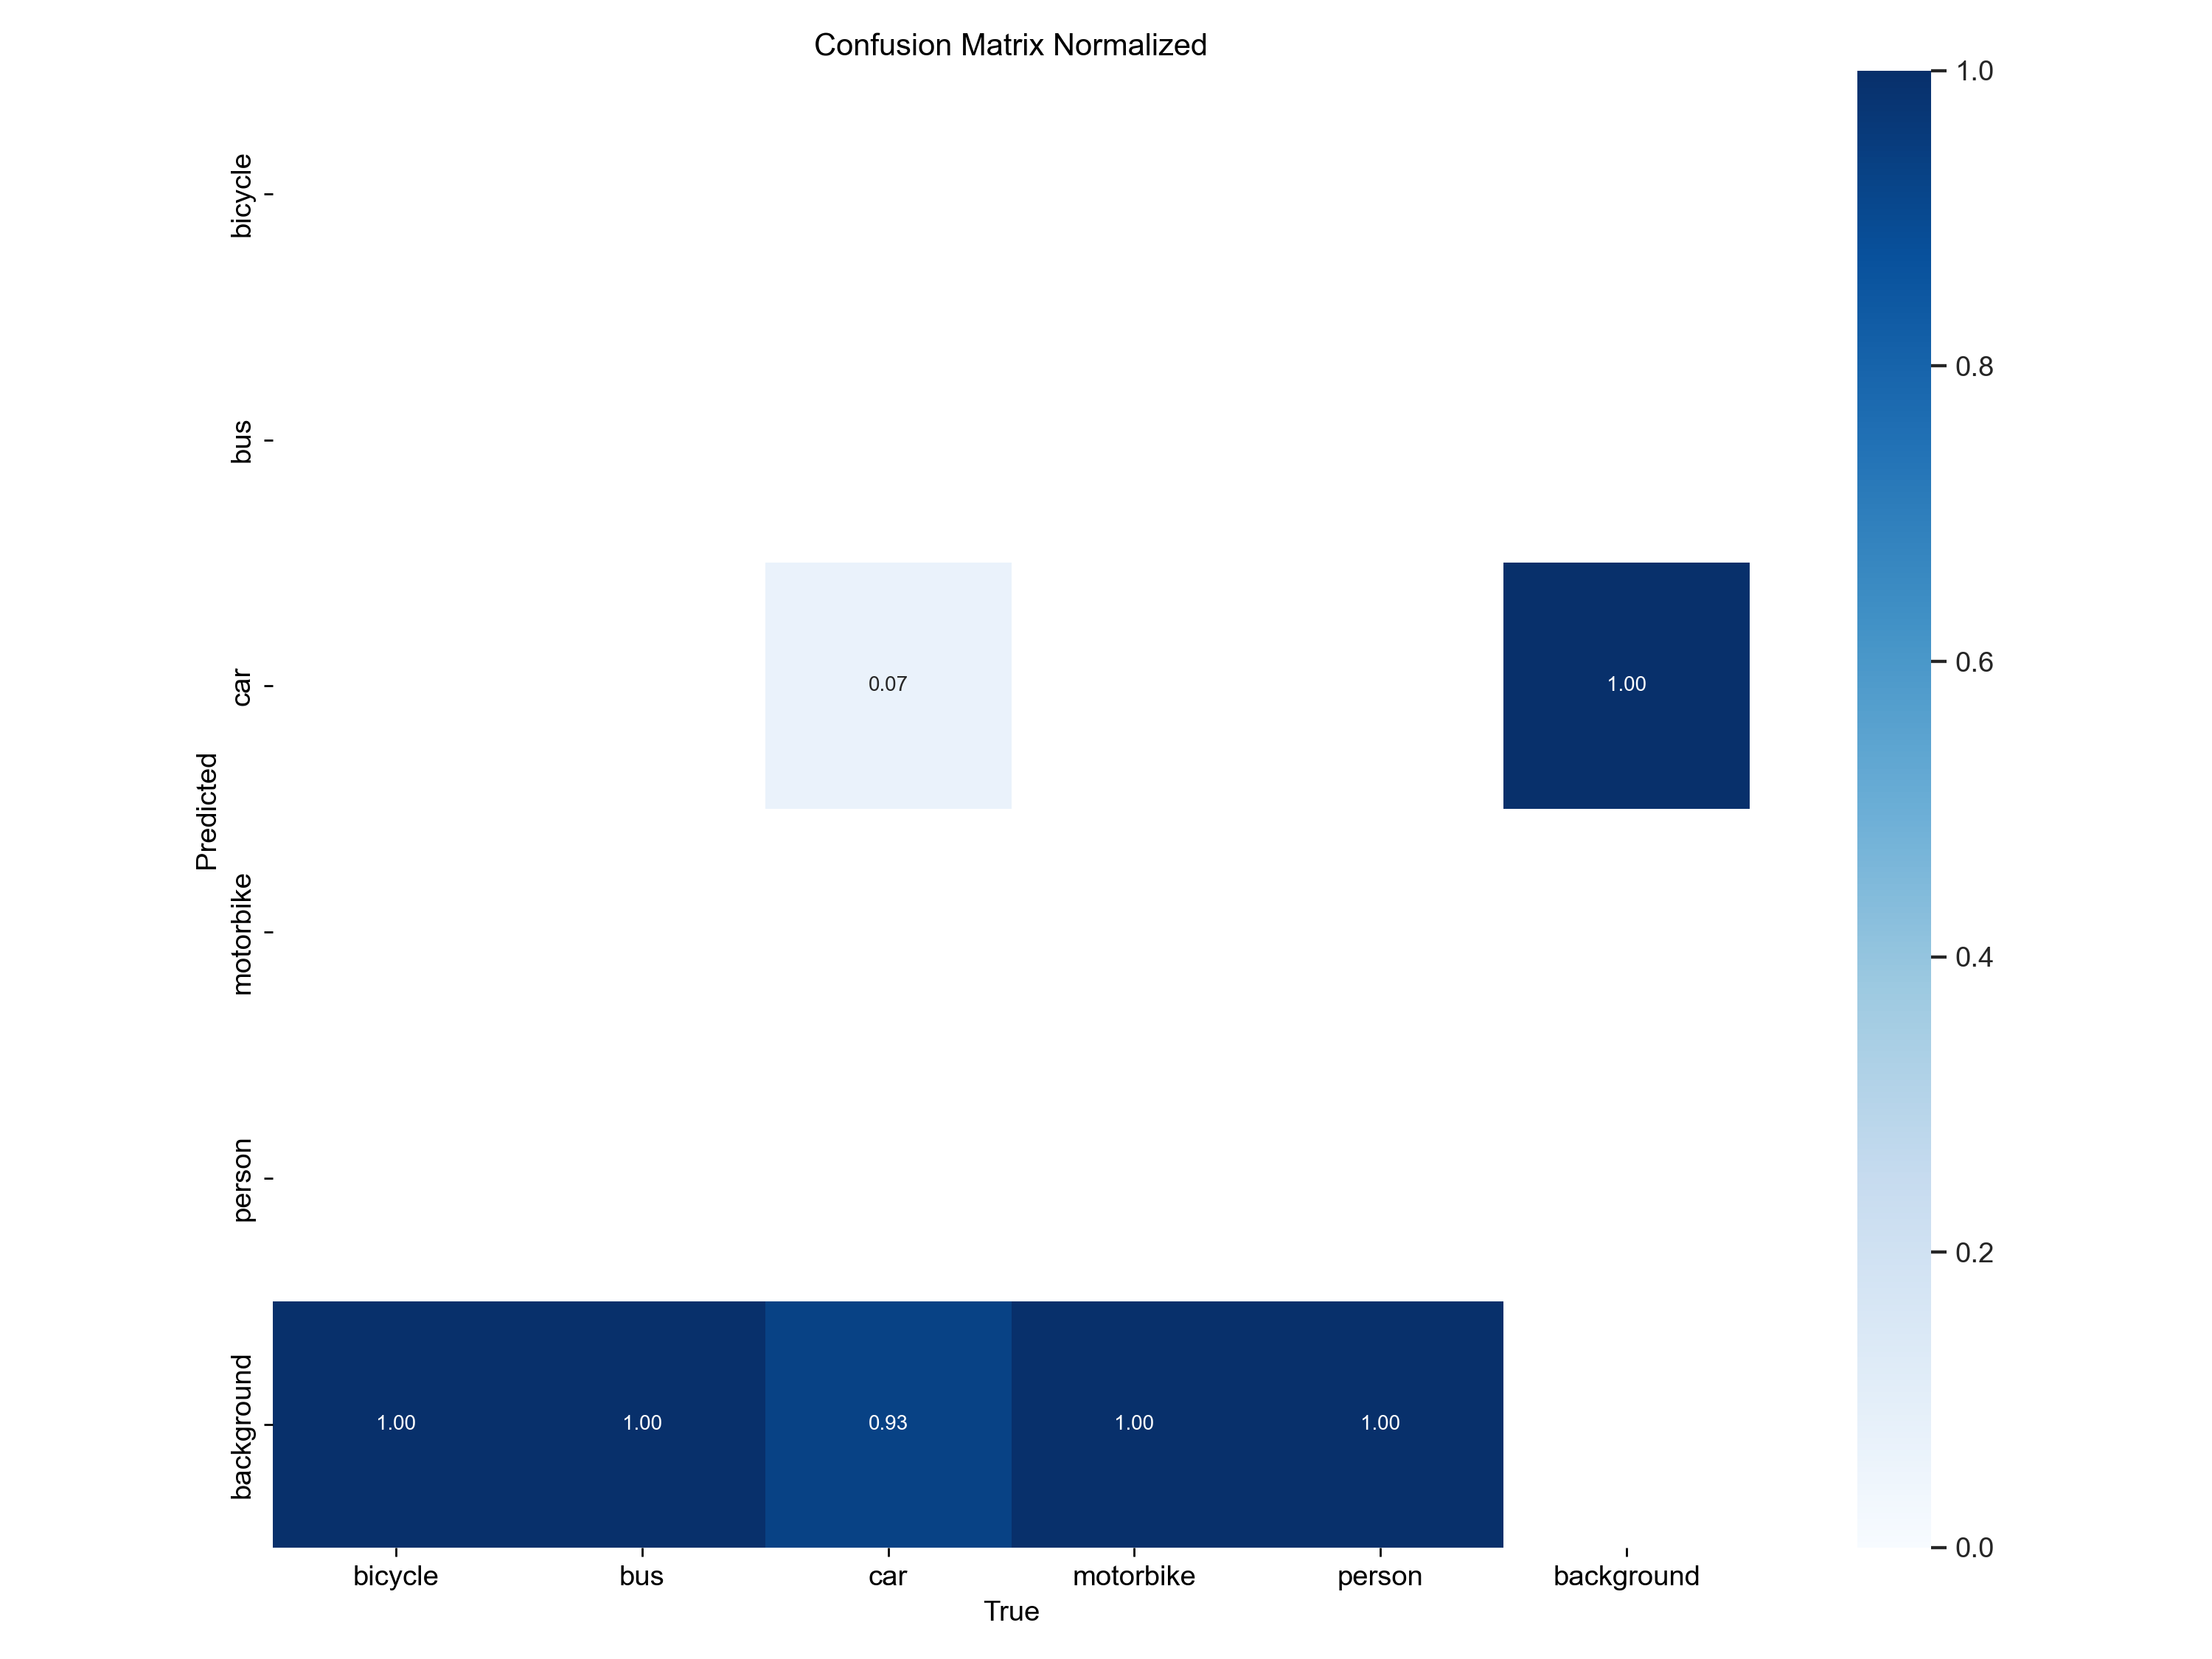 Confusion Matrix Normalized
1.0
bicycle
0.8
bus
0.6
car
0.07
1.00
Predicted
0.4
motorbike
0.2
person
0.0
background
1.00
1.00
0.93
1.00
1.00
bicycle
bus
car
motorbike
person
background
True